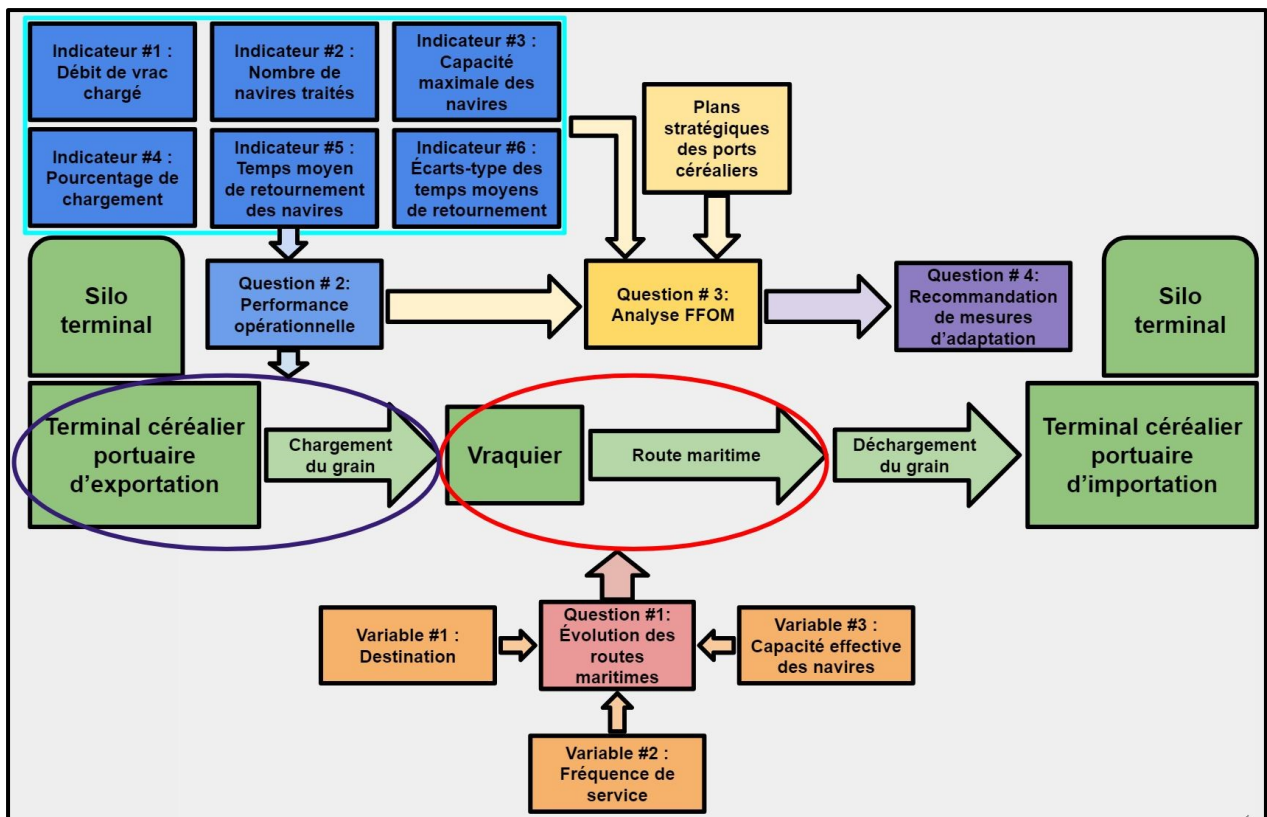 Indicateur #1 :
Débit de vrac
chargé
Indicateur #2 :
Nombre de
navires traités
Indicateur #3 :
Capacité
maximale des
navires
Indicateur #4 :
Pourcentage de
chargement
Indicateur #5 :
Temps moyen
de retournement
des navires
Indicateur #6 :
Écarts-type des
temps moyens
de retournement
Plans
stratégiques
des ports
céréaliers
Silo
terminal
Question # 2:
Performance
opérationnelle
Question # 3:
Analyse FFOM
Question # 4:
Recommandation
de mesures
d'adaptation
Silo
terminal
Terminal céréalier
portuaire
d'exportation
Chargement
du grain
Vraquier
Route maritime
Déchargement
du grain
Terminal céréalier
portuaire
d'importation
Variable #1 :
Destination
Question #1:
Évolution des
routes
maritimes
Variable #3 :
Capacité effective
des navires
Variable #2 :
Fréquence de
service